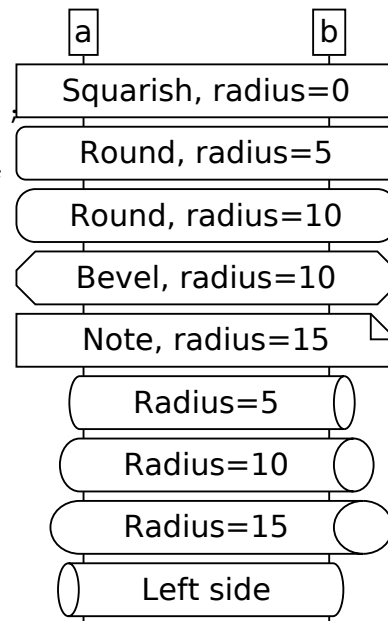 a b
Squarish, radius=0
Round, radius=5
Round, radius=10
Bevel, radius=10
Note, radius=15
Radius=5
Radius=10
Radius=15
Left side